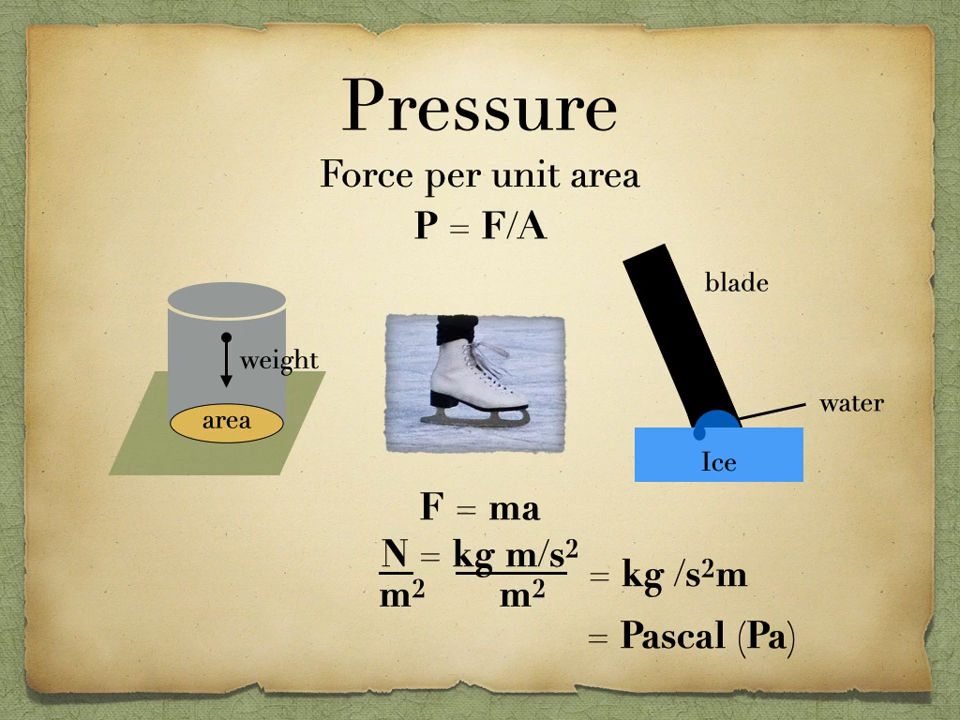 Pressure
Force per unit area
P = F/A
blade
weight
area
water
Ice
F = ma
N = kg m/s²
m² m²
= kg /s²m
= Pascal (Pa)